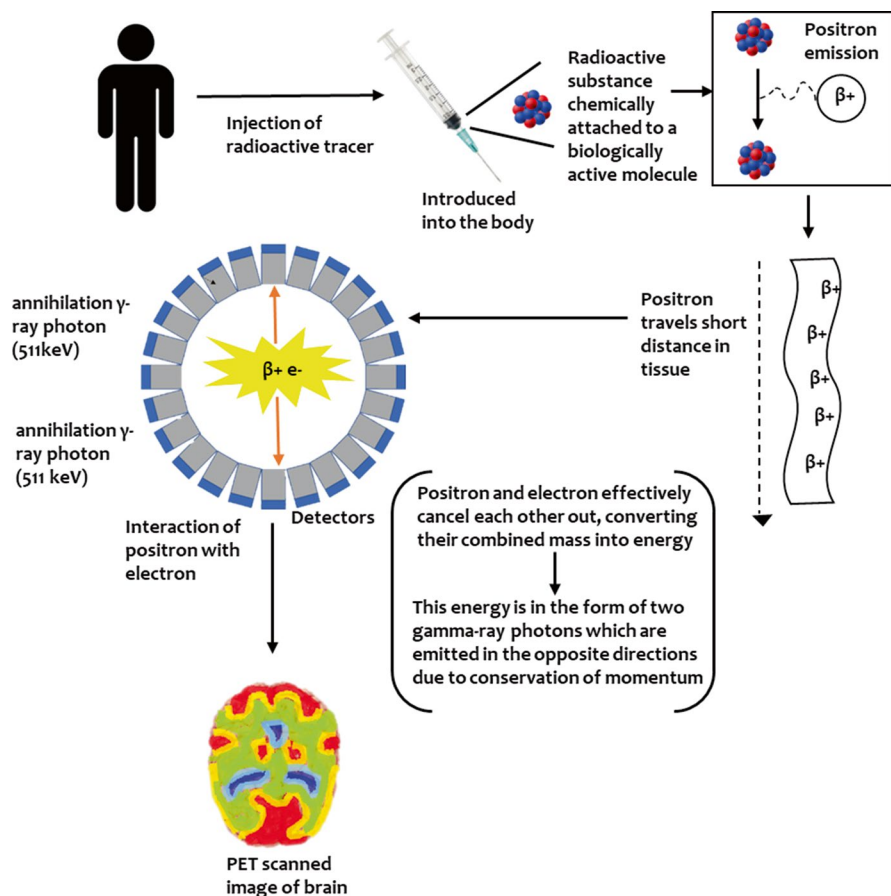 Injection of
radioactive tracer
Introduced
into the body
Radioactive
substance
chemically
attached to a
biologically
active molecule
Positron
emission
β+
β+
β+
β+
β+
β+
Positron
travels short
distance in
tissue
annihilation γ-
ray photon
(511keV)
β+ e-
annihilation γ-
ray photon
(511 keV)
Interaction of
positron with
electron
Detectors
Positron and electron effectively
cancel each other out, converting
their combined mass into energy
This energy is in the form of two
gamma-ray photons which are
emitted in the opposite directions
due to conservation of momentum
PET scanned
image of brain